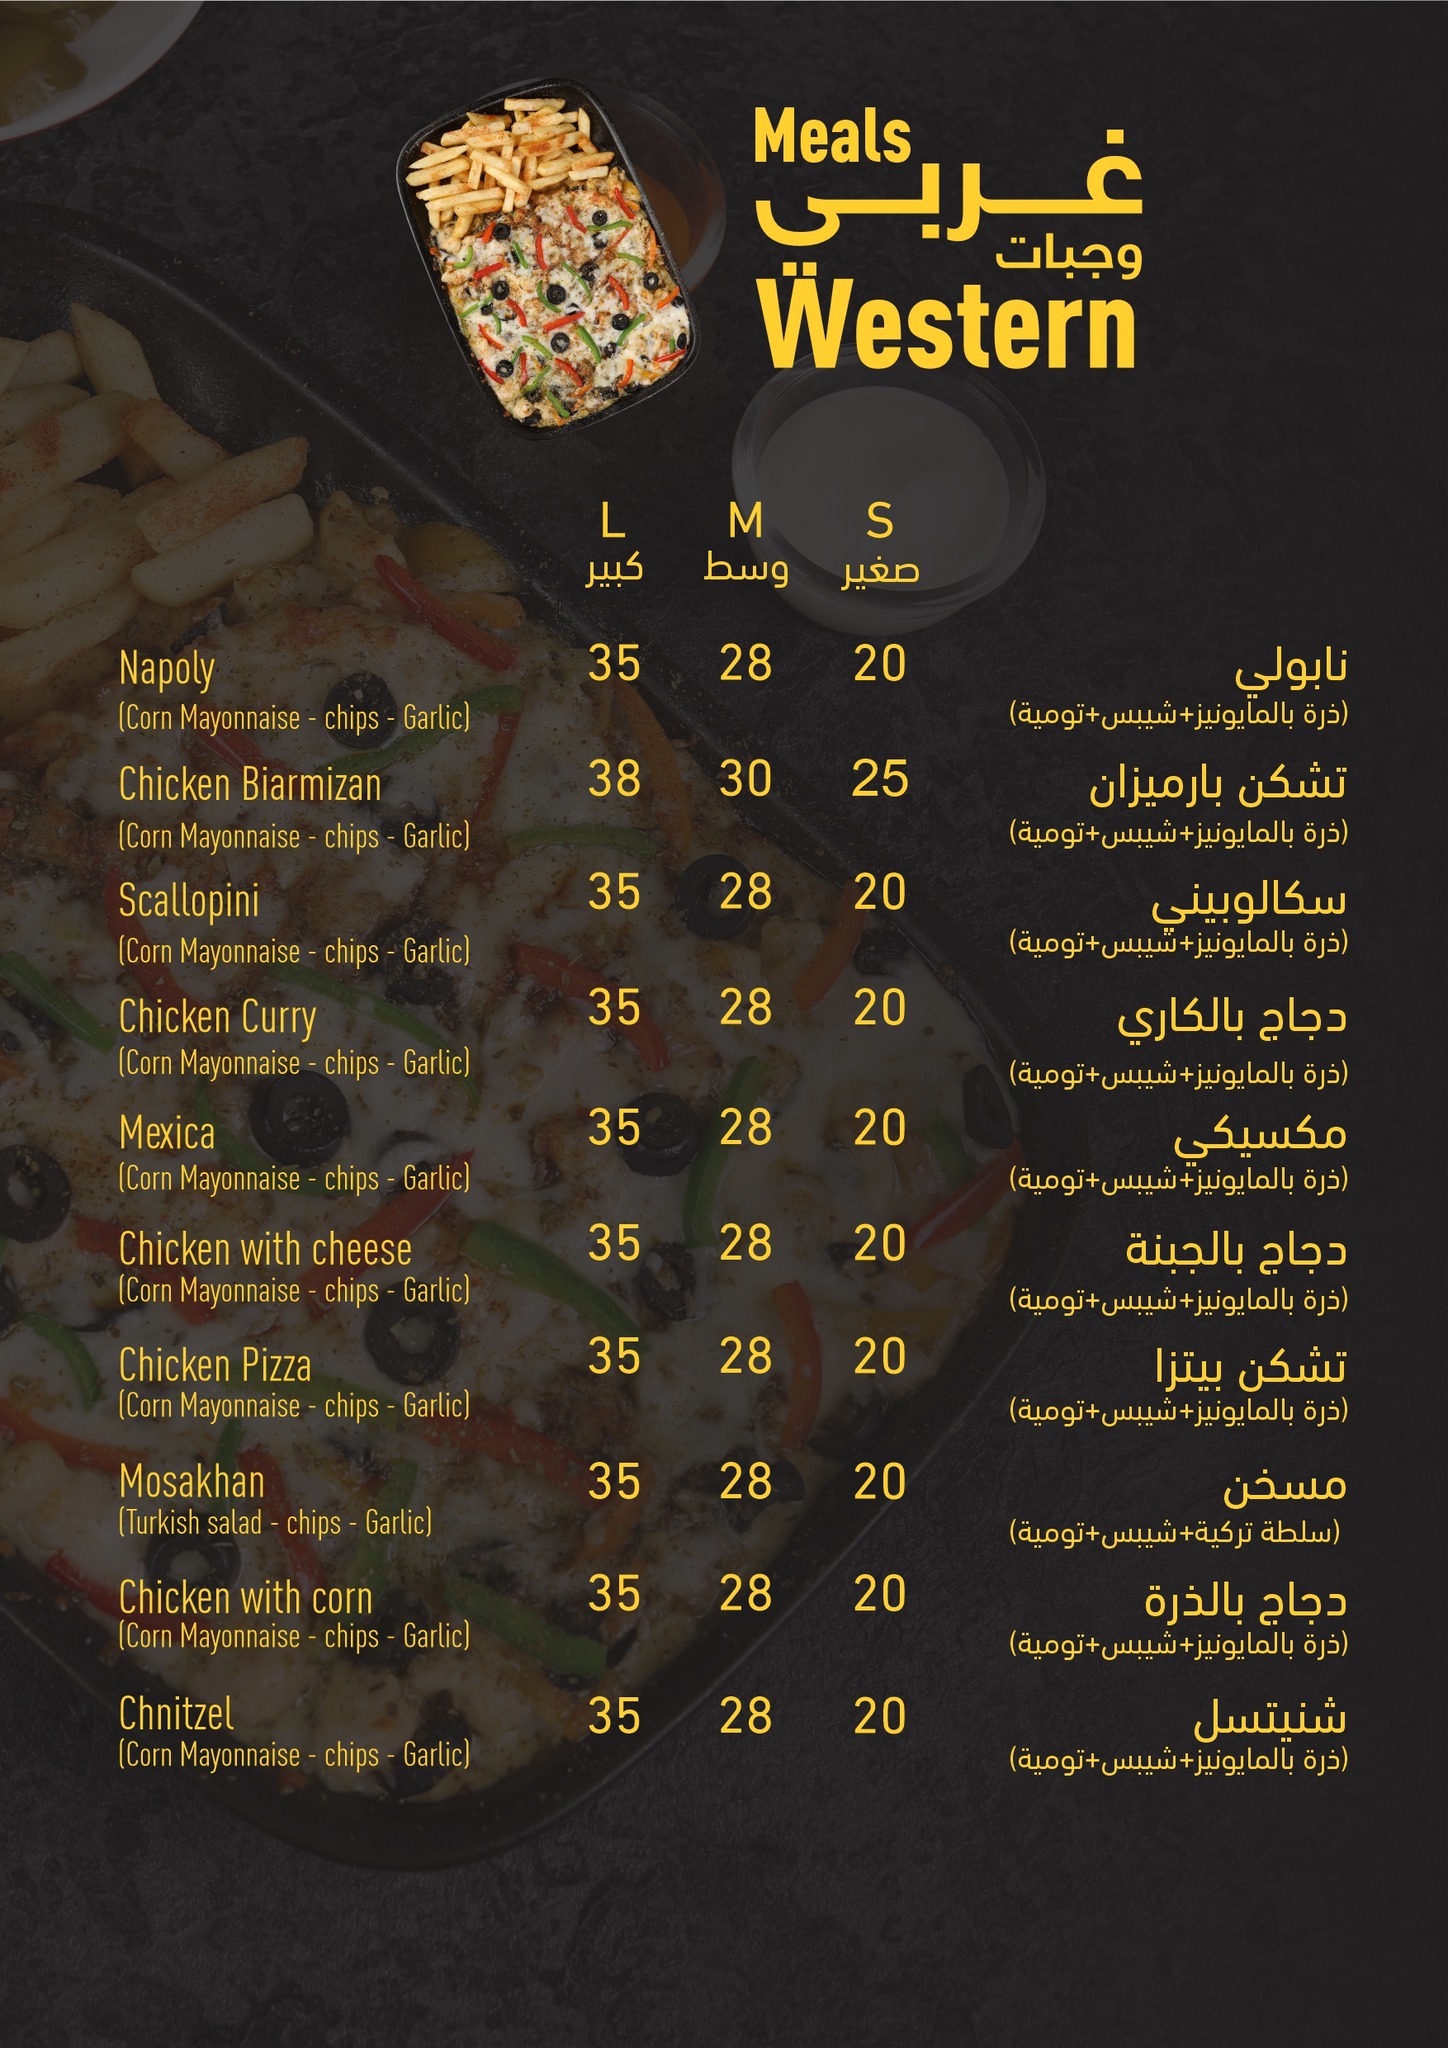 Meals
غربي
وجبات
Western
L M S
كبير وسط صغير
Napoly 35 28 20 نابولي
(Corn Mayonnaise - chips - Garlic) (ذرة بالمايونيز+شيبس+تومية)
Chicken Biarmizan 38 30 25 تشكن بارميزان
(Corn Mayonnaise - chips - Garlic) (ذرة بالمايونيز+شيبس+تومية)
Scallopini 35 28 20 سكالوبيني
(Corn Mayonnaise - chips - Garlic) (ذرة بالمايونيز+شيبس+تومية)
Chicken Curry 35 28 20 دجاج بالكاري
(Corn Mayonnaise - chips - Garlic) (ذرة بالمايونيز+شيبس+تومية)
Mexica 35 28 20 مكسيكي
(Corn Mayonnaise - chips - Garlic) (ذرة بالمايونيز+شيبس+تومية)
Chicken with cheese 35 28 20 دجاج بالجبنة
(Corn Mayonnaise - chips - Garlic) (ذرة بالمايونيز+شيبس+تومية)
Chicken Pizza 35 28 20 تشكن بيتزا
(Corn Mayonnaise - chips - Garlic) (ذرة بالمايونيز+شيبس+تومية)
Mosakhan 35 28 20 مسخن
(Turkish salad - chips - Garlic) (سلطة تركية+شيبس+تومية)
Chicken with corn 35 28 20 دجاج بالذرة
(Corn Mayonnaise - chips - Garlic) (ذرة بالمايونيز+شيبس+تومية)
Chnitzel 35 28 20 شنيتسل
(Corn Mayonnaise - chips - Garlic) (ذرة بالمايونيز+شيبس+تومية)